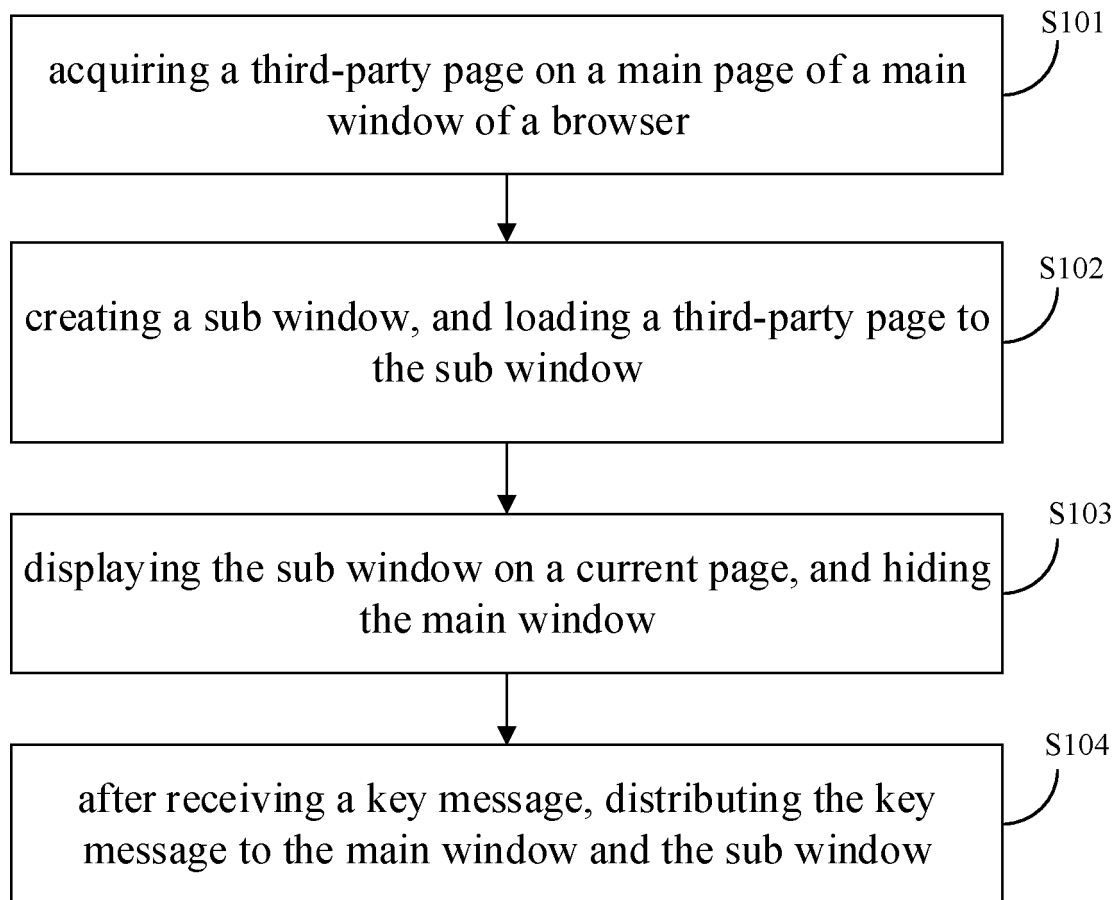 S101
acquiring a third-party page on a main page of a main
window of a browser
S102
creating a sub window, and loading a third-party page to
the sub window
S103
displaying the sub window on a current page, and hiding
the main window
S104
after receiving a key message, distributing the key
message to the main window and the sub window